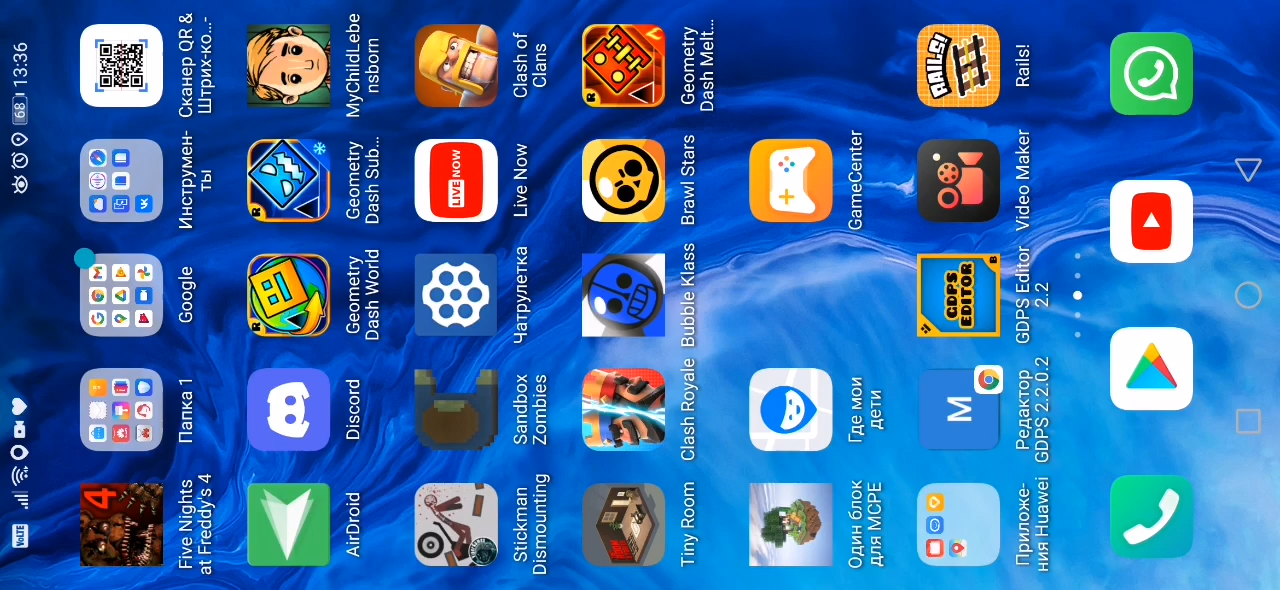 VoLTE
68
13:36
4
Five Nights
at Freddy's 4
Папка 1
Google
Инструмен-
ты
Сканер QR &
Штрих-ко...-
AirDroid
Discord
Geometry
Dash World
Geometry
Dash Sub...
MyChildLebe
nsborn
Stickman
Dismounting
Sandbox
Zombies
Чатрулетка
LIVE NOW
Live Now
Clash of
Clans
Tiny Room
Clash Royale
Bubble Klass
Brawl Stars
Geometry
Dash Melt...
Один блок
для MCPE
Где мои
дети
GameCenter
Приложе-
ния Huawei
M
Редактор
GDPS 2.2.0.2
GDPS
EDITOR
GDPS Editor
2.2
Video Maker
RAILS!
Rails!